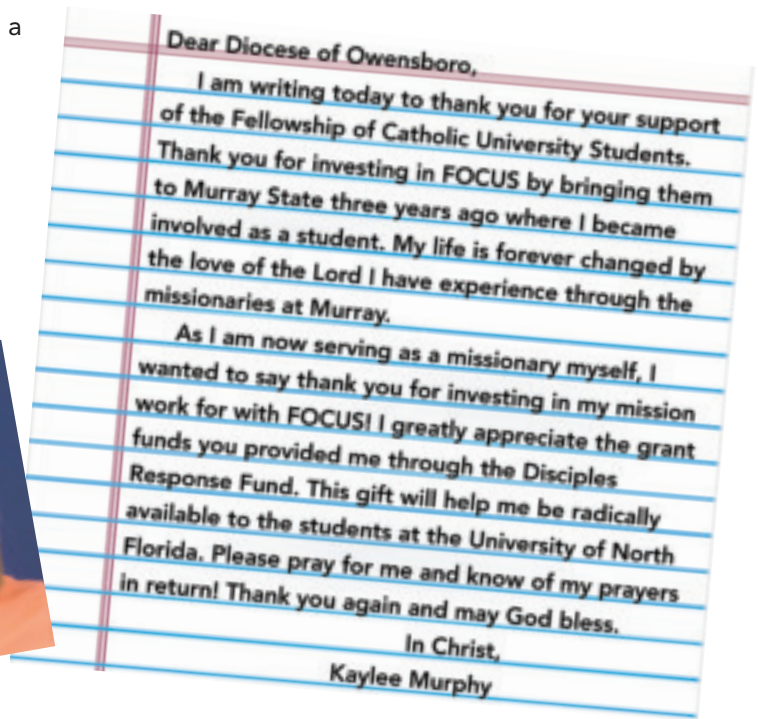 a
Dear Diocese of Owensboro,
I am writing today to thank you for your support
of the Fellowship of Catholic University Students.
Thank you for investing in FOCUS by bringing them
to Murray State three years ago where I became
involved as a student. My life is forever changed by
the love of the Lord I have experience through the
missionaries at Murray.
As I am now serving as a missionary myself, I
wanted to say thank you for investing in my mission
work for with FOCUS! I greatly appreciate the grant
funds you provided me through the Disciples
Response Fund. This gift will help me be radically
available to the students at the University of North
Florida. Please pray for me and know of my prayers
in return! Thank you again and may God bless.
In Christ,
Kaylee Murphy